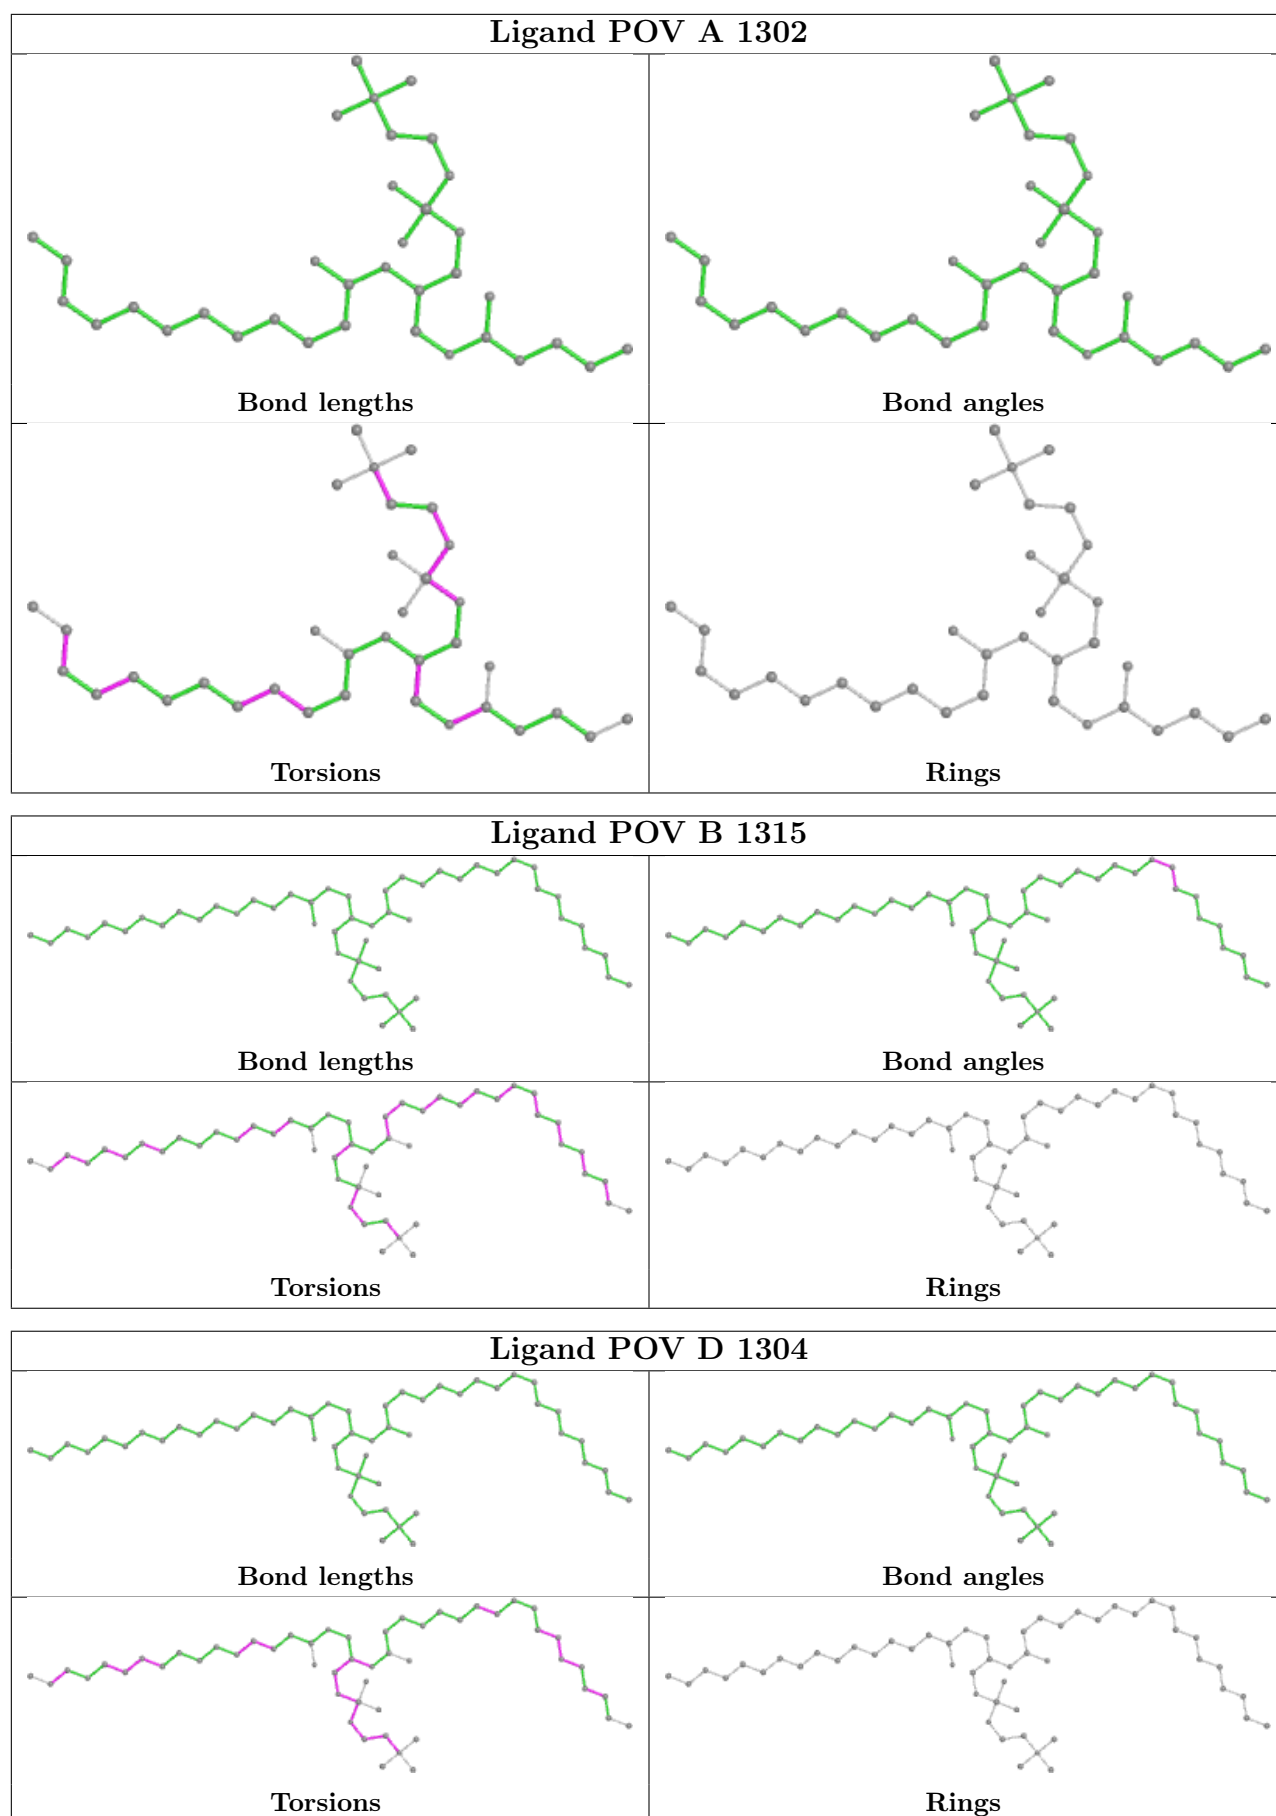 Ligand POV A 1302
Bond lengths
Bond angles
Torsions
Rings
Ligand POV B 1315
Bond lengths
Bond angles
Torsions
Rings
Ligand POV D 1304
Bond lengths
Bond angles
Torsions
Rings